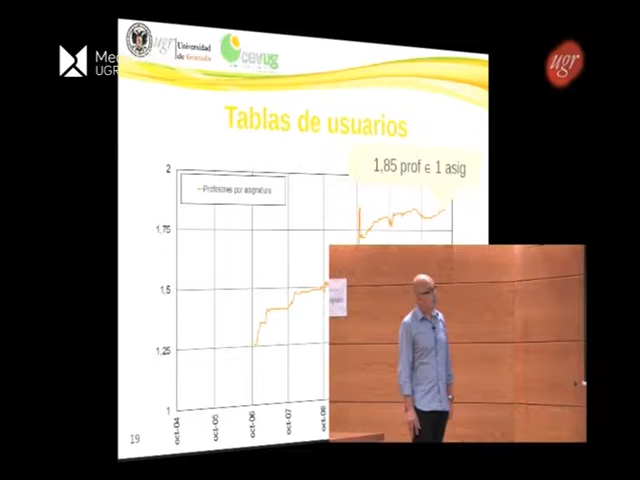 Me
UGR
ugr
Universidad
de Granada
cevug
ugr
Tablas de usuarios
1,85 prof ∈ 1 asig
Profesores por asignatura
2
1,75
1,5
1,25
1
oct-04
oct-05
oct-06
oct-07
oct-08
19